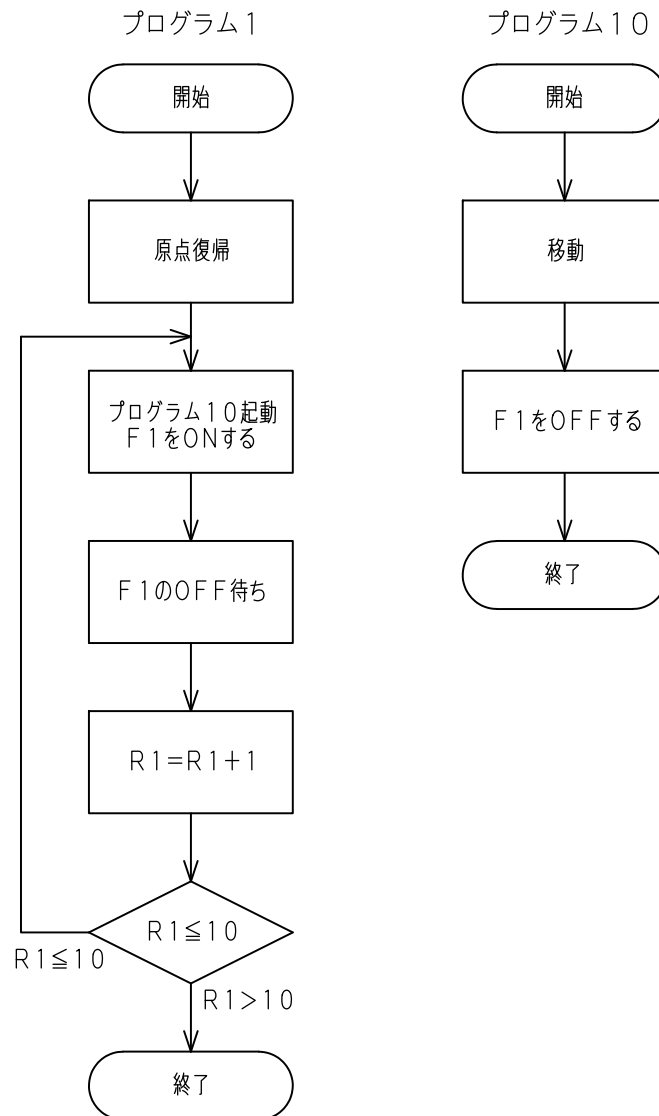 プログラム1
開始
原点復帰
プログラム10起動
F1をONする
F1のOFF待ち
R1=R1+1
R1≦10
R1≦10
R1>10
終了
プログラム10
開始
移動
F1をOFFする
終了